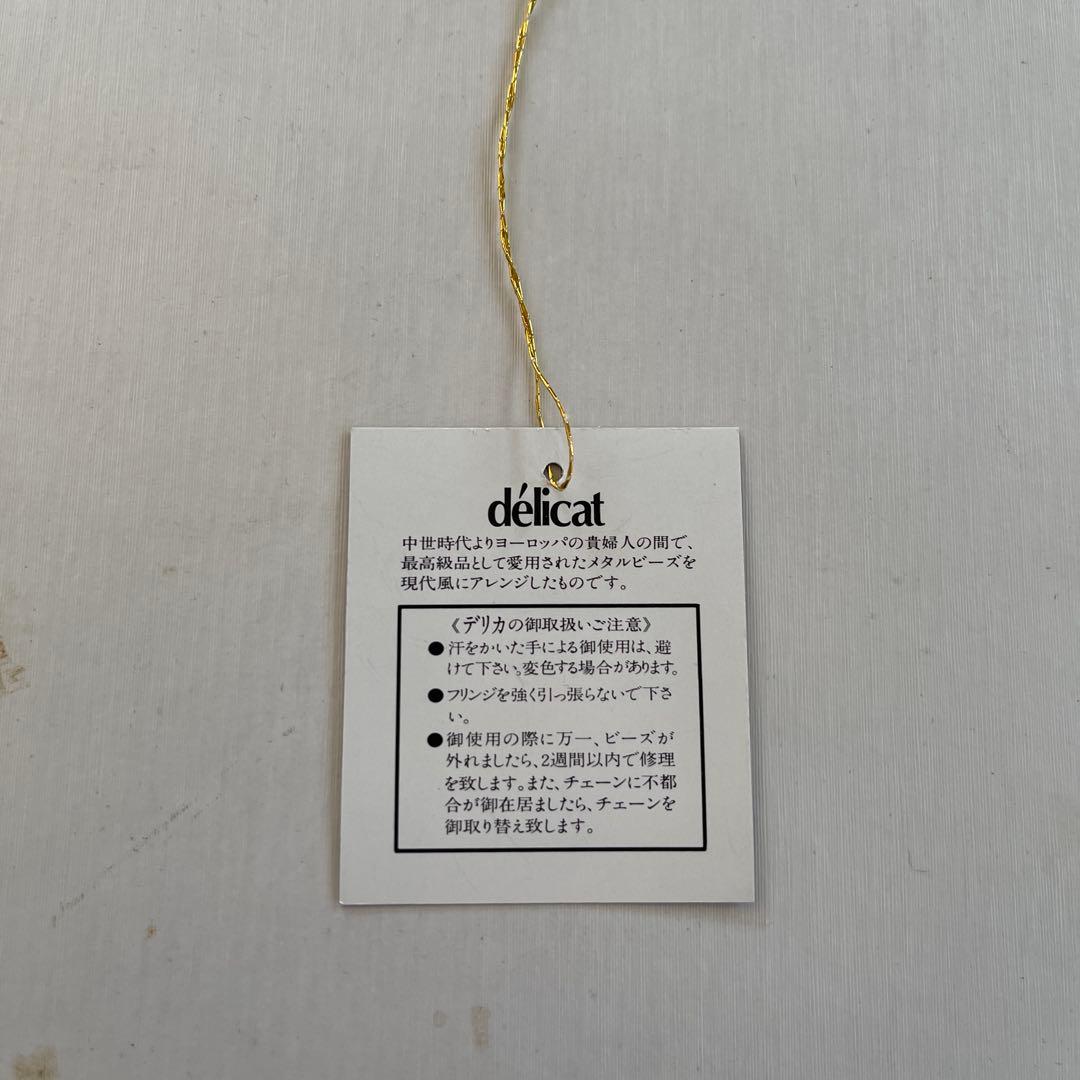 délicat
中世時代よりヨーロッパの貴婦人の間で、
最高級品として愛用されたメタルビーズを
現代風にアレンジしたものです。
《デリカの御取扱いご注意》
●汗をかいた手による御使用は、避
けて下さい。変色する場合があります。
●フリンジを強く引っ張らないで下さ
い。
●御使用の際に万一、ビーズが
外れましたら、2週間以内で修理
を致します。また、チェーンに不都
合が御在居ましたら、チェーンを
御取り替え致します。